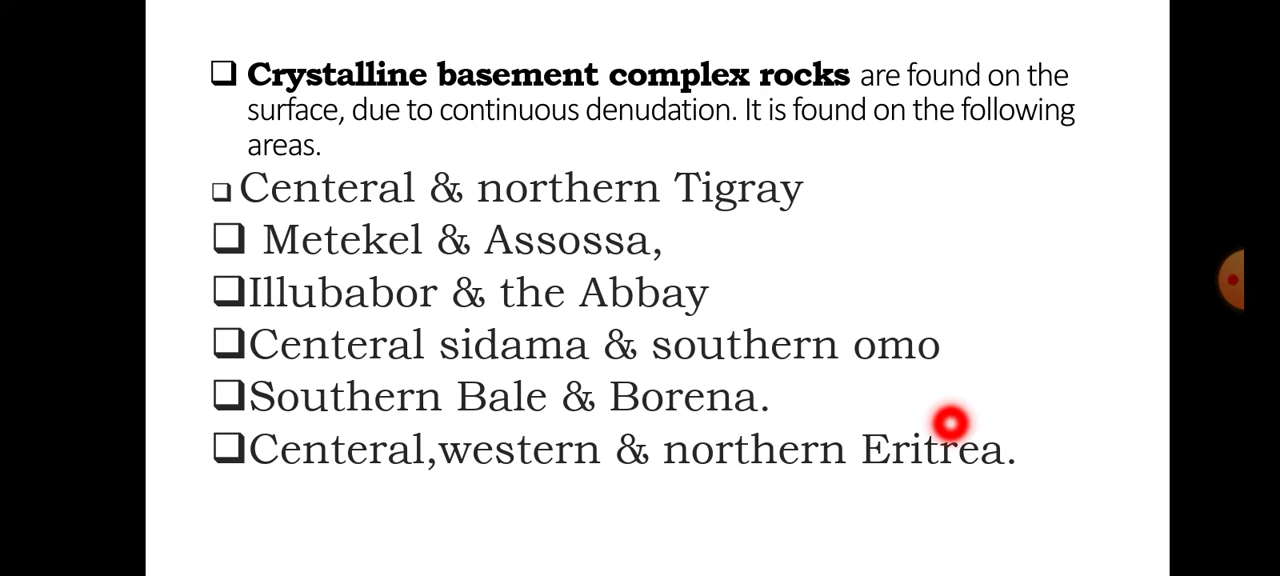 ❑ Crystalline basement complex rocks are found on the
surface, due to continuous denudation. It is found on the following
areas.
❑ Centeral & northern Tigray
❑ Metekel & Assossa,
❑Illubabor & the Abbay
❑Centeral sidama & southern omo
❑Southern Bale & Borena.
❑Centeral,western & northern Eritrea.